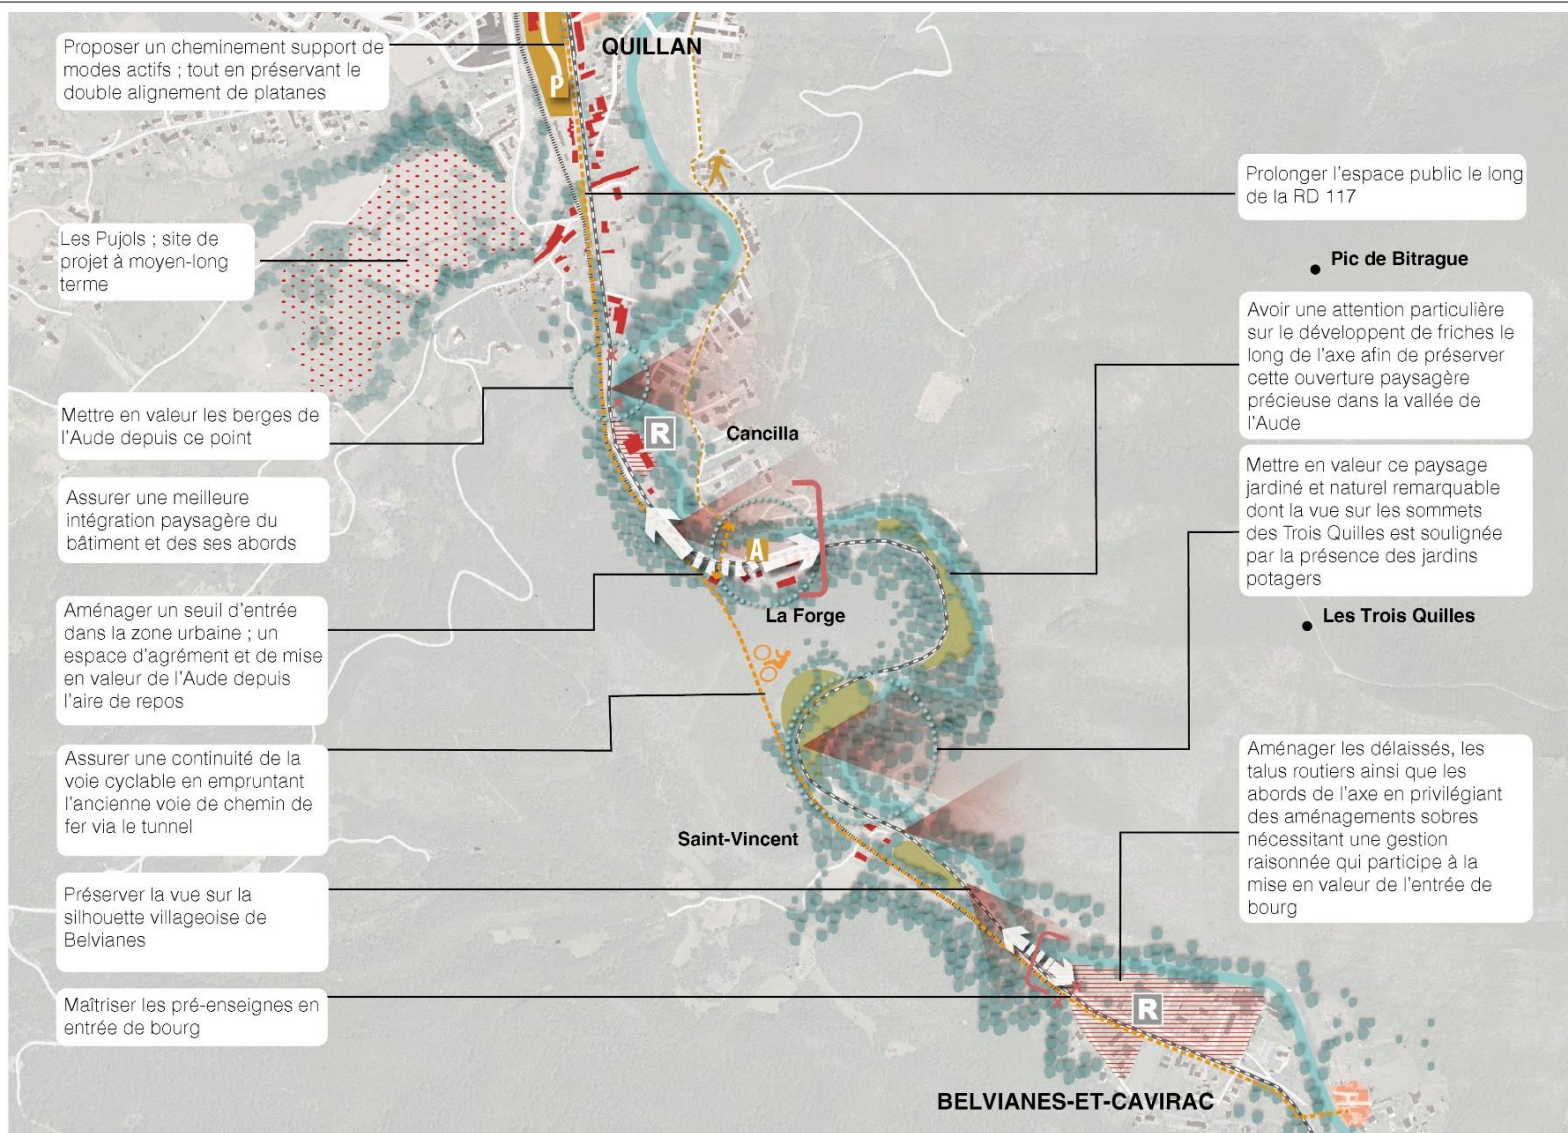 Proposer un cheminement support de
modes actifs ; tout en préservant le
double alignement de platanes
QUILLAN
P
Prolonger l'espace public le long
de la RD 117
Les Pujols ; site de
projet à moyen-long
terme
Pic de Bitrague
Avoir une attention particulière
sur le développent de friches le
long de l'axe afin de préserver
cette ouverture paysagère
précieuse dans la vallée de
l'Aude
Mettre en valeur les berges de
l'Aude depuis ce point
R
Cancilla
Mettre en valeur ce paysage
jardiné et naturel remarquable
dont la vue sur les sommets
des Trois Quilles est soulignée
par la présence des jardins
potagers
Assurer une meilleure
intégration paysagère du
bâtiment et des ses abords
A
La Forge
Les Trois Quilles
Aménager un seuil d'entrée
dans la zone urbaine ; un
espace d'agrément et de mise
en valeur de l'Aude depuis
l'aire de repos
Assurer une continuité de la
voie cyclable en empruntant
l'ancienne voie de chemin de
fer via le tunnel
Aménager les délaissés, les
talus routiers ainsi que les
abords de l'axe en privilégiant
des aménagements sobres
nécessitant une gestion
raisonnée qui participe à la
mise en valeur de l'entrée de
bourg
Saint-Vincent
Préserver la vue sur la
silhouette villageoise de
Belvianes
Maîtriser les pré-enseignes en
entrée de bourg
R
BELVIANES-ET-CAVIRAC
H